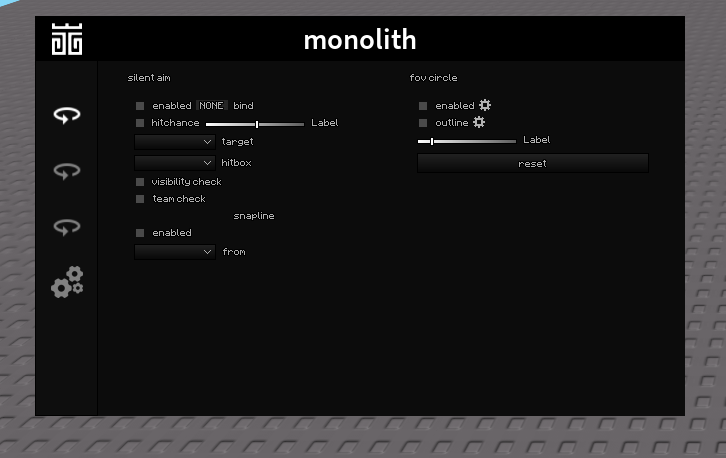 monolith
silent aim
enabled NONE bind
hitchance Label
target
hitbox
visibility check
team check
snapline
enabled
from
fov circle
enabled
outline
Label
reset